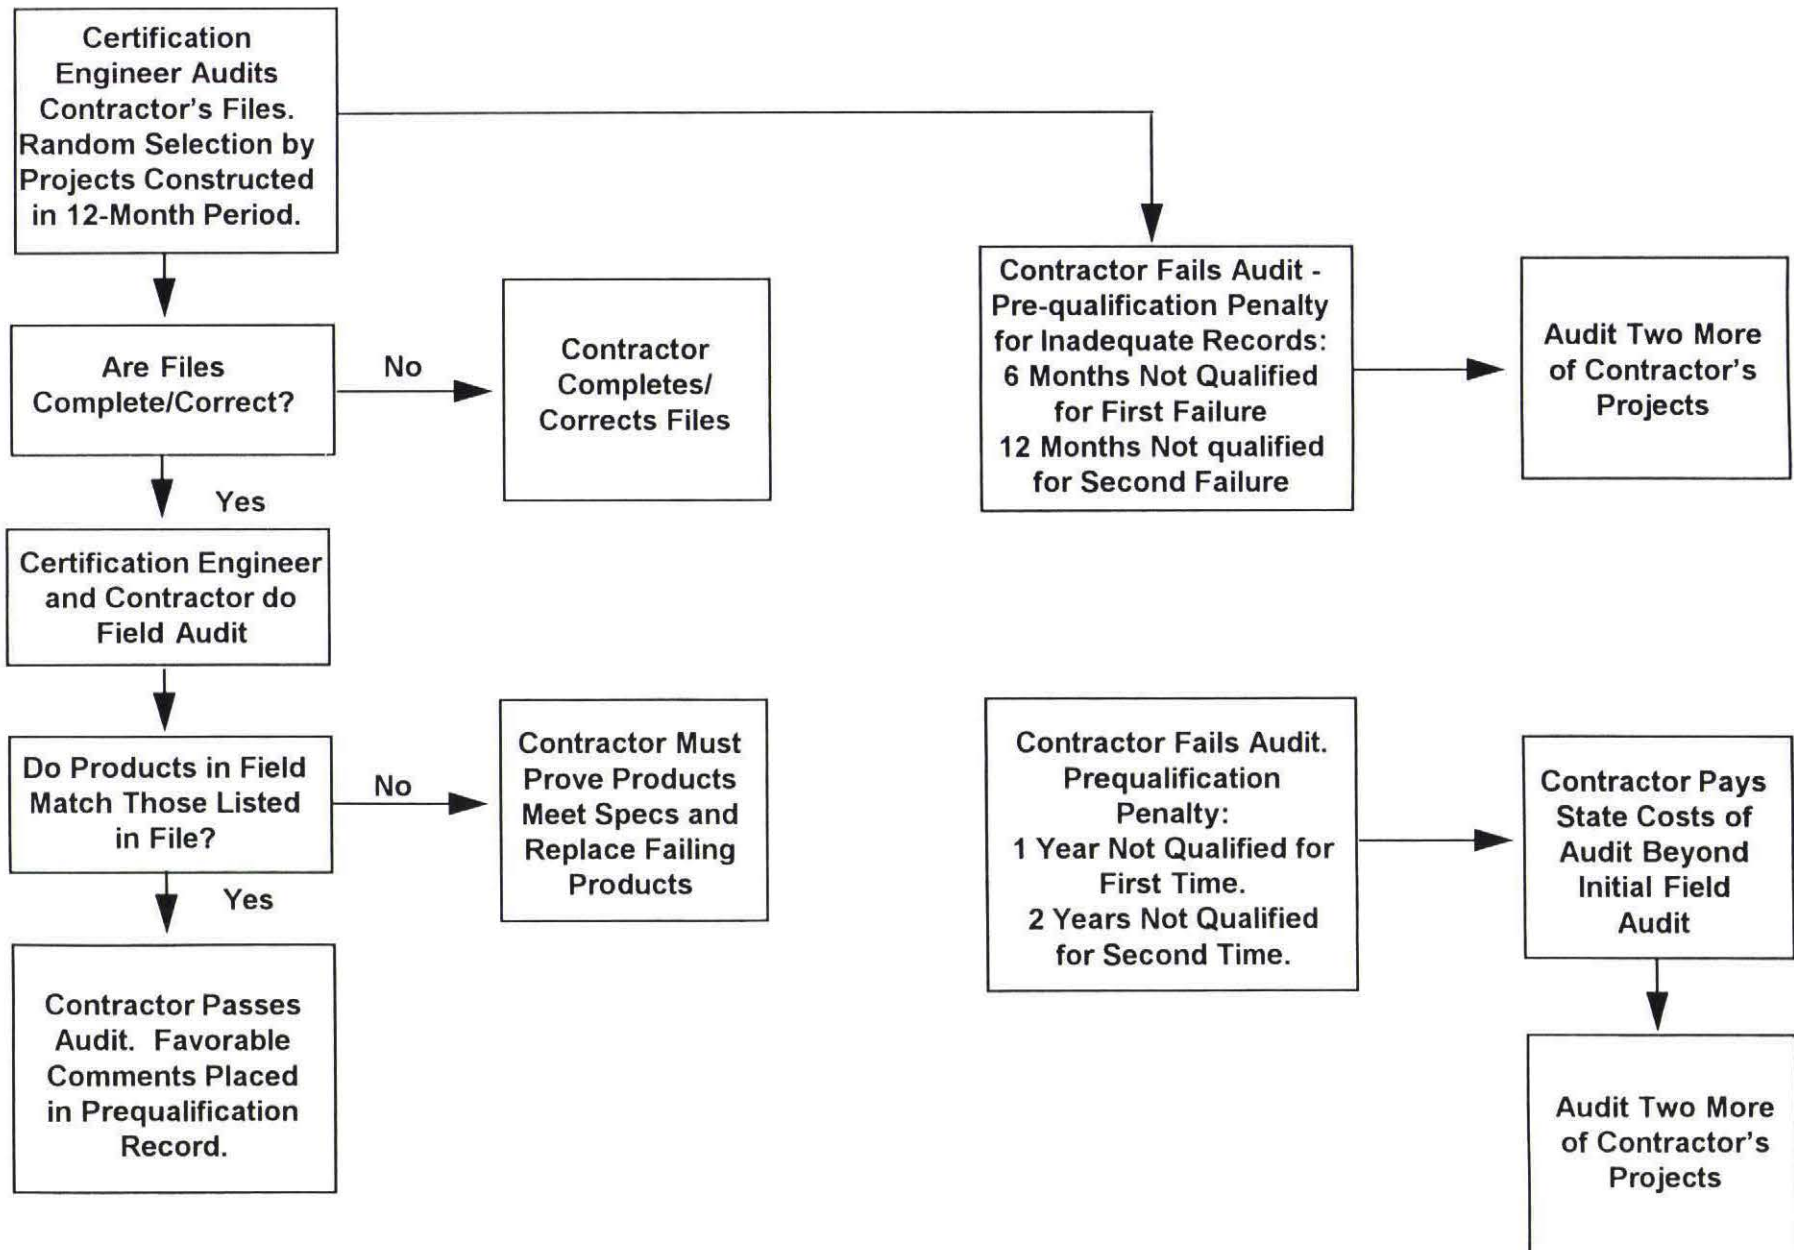 Certification
Engineer Audits
Contractor's Files.
Random Selection by
Projects Constructed
in 12-Month Period.
Are Files
Complete/Correct?
No
Contractor
Completes/
Corrects Files
Contractor Fails Audit -
Pre-qualification Penalty
for Inadequate Records:
6 Months Not Qualified
for First Failure
12 Months Not qualified
for Second Failure
Audit Two More
of Contractor's
Projects
Yes
Certification Engineer
and Contractor do
Field Audit
Do Products in Field
Match Those Listed
in File?
No
Contractor Must
Prove Products
Meet Specs and
Replace Failing
Products
Contractor Fails Audit.
Prequalification
Penalty:
1 Year Not Qualified for
First Time.
2 Years Not Qualified
for Second Time.
Contractor Pays
State Costs of
Audit Beyond
Initial Field
Audit
Yes
Contractor Passes
Audit. Favorable
Comments Placed
in Prequalification
Record.
Audit Two More
of Contractor's
Projects